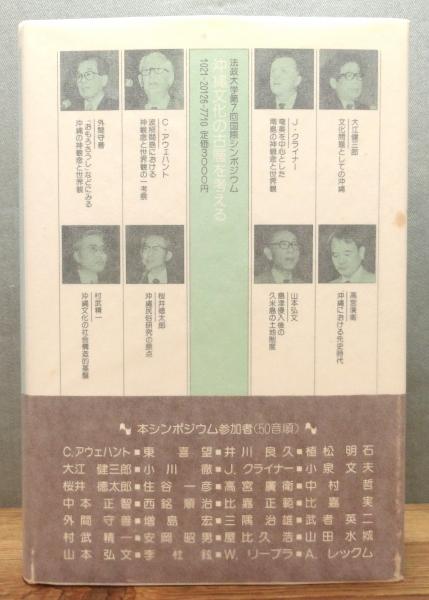 大江健三郎
文化問題としての沖縄
J・クライナー
奄美を中心とした
南島の神観念と世界観
法政大学第7回国際シンポジウム
沖縄文化の古層を考える
1021-20126-7710 定価3000円
C・アウェハント
波照間島における
神観念と世界観の一考察
外間守善
『おもろさうし』などにみる
沖縄の神観念と世界観
高宮廣衞
沖縄における先史時代
山本弘文
島津侵入後の
久米島の土地制度
桜井徳太郎
沖縄民俗研究の原点
村武精一
沖縄文化の社会構造的基盤
本シンポジウム参加者(50音順)
C.アウェハント■東 喜望■井川良久■植松明石
大江健三郎■小川 徹■J.クライナー■小泉文夫
桜井德太郎■住谷一彦■高宮廣衞■中村 哲
中本正智■西銘順治■比嘉正範■比嘉 実
外間守善■増島 宏■三隅治雄■武者英二
村武精一■安岡昭男■屋比久浩■山田水城
山本弘文■李杜鉉■W.リーブラ■A.レックム